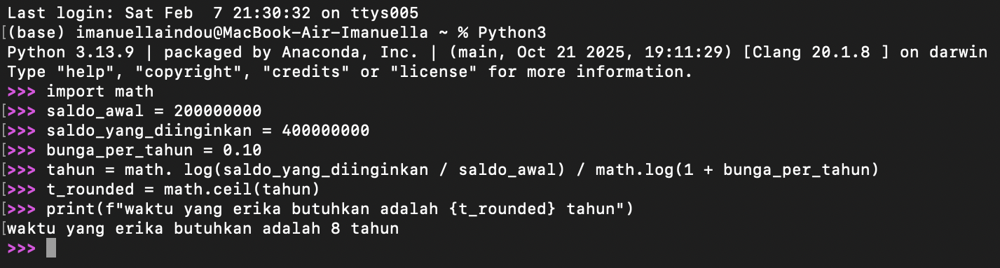 Last login: Sat Feb  7 21:30:32 on ttys005
[(base) imanuellaindou@MacBook-Air-Imanuella ~ % Python3
Python 3.13.9 | packaged by Anaconda, Inc. | (main, Oct 21 2025, 19:11:29) [Clang 20.1.8 ] on darwin
Type "help", "copyright", "credits" or "license" for more information.
>>> import math
[>>> saldo_awal = 200000000
[>>> saldo_yang_diinginkan = 400000000
[>>> bunga_per_tahun = 0.10
[>>> tahun = math. log(saldo_yang_diinginkan / saldo_awal) / math.log(1 + bunga_per_tahun)
[>>> t_rounded = math.ceil(tahun)
[>>> print(f"waktu yang erika butuhkan adalah {t_rounded} tahun")
[waktu yang erika butuhkan adalah 8 tahun
>>>